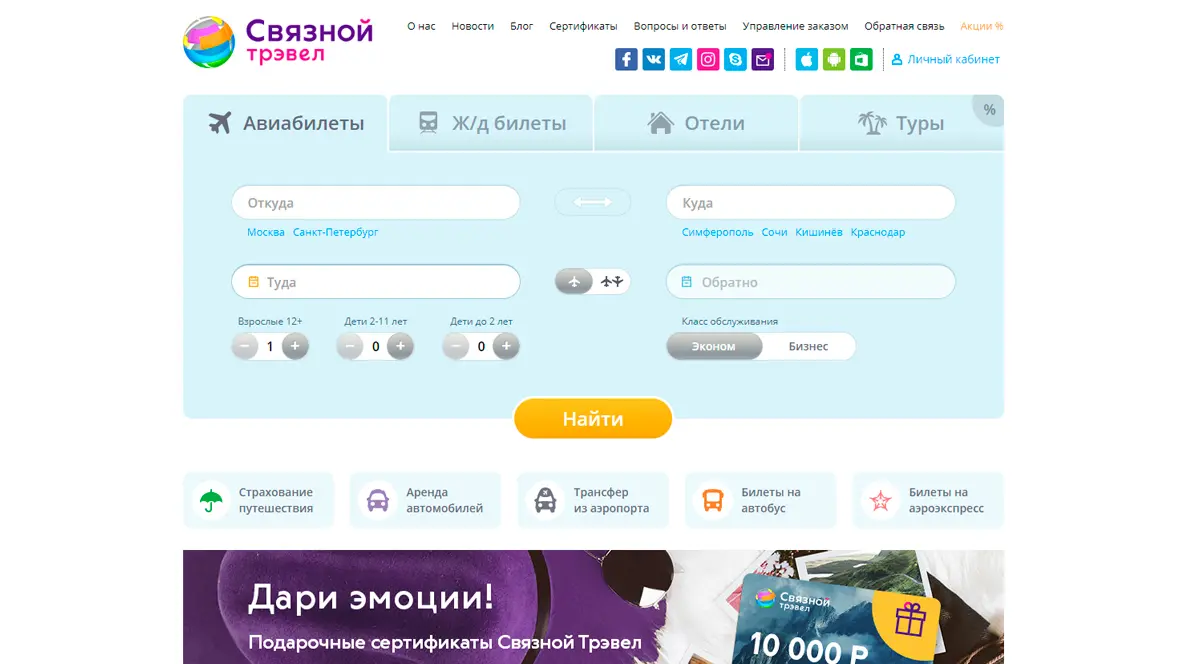 Связной
трэвел
О нас Новости Блог Сертификаты Вопросы и ответы Управление заказом Обратная связь Акции %
Личный кабинет
Авиабилеты Ж/д билеты Отели Туры %
Откуда Куда
Москва Санкт-Петербург Симферополь Сочи Кишинёв Краснодар
Туда Обратно
Взрослые 12+ Дети 2-11 лет Дети до 2 лет Класс обслуживания
− 1 + − 0 + − 0 + Эконом Бизнес
Найти
Страхование
путешествия
Аренда
автомобилей
Трансфер
из аэропорта
Билеты на
автобус
Билеты на
аэроэкспресс
Дари эмоции!
Подарочные сертификаты Связной Трэвел
Связной
трэвел
10 000 Р